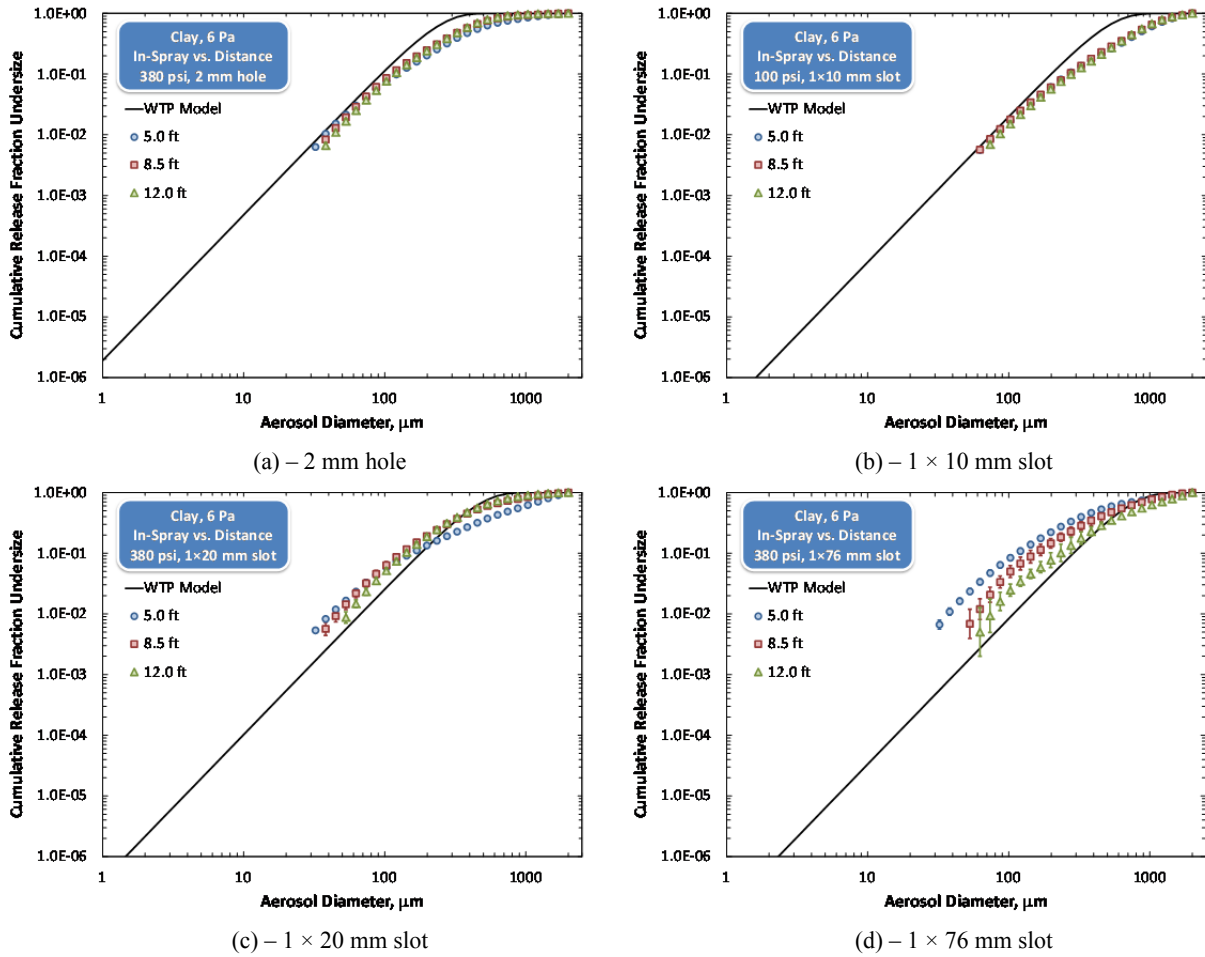 Cumulative Release Fraction Undersize
1.0E+00
1.0E-01
1.0E-02
1.0E-03
1.0E-04
1.0E-05
1.0E-06
Clay, 6 Pa
In-Spray vs. Distance
380 psi, 2 mm hole
WTP Model
5.0 ft
8.5 ft
12.0 ft
1 10 100 1000
Aerosol Diameter, μm
(a) – 2 mm hole
Cumulative Release Fraction Undersize
1.0E+00
1.0E-01
1.0E-02
1.0E-03
1.0E-04
1.0E-05
1.0E-06
Clay, 6 Pa
In-Spray vs. Distance
100 psi, 1×10 mm slot
WTP Model
5.0 ft
8.5 ft
12.0 ft
1 10 100 1000
Aerosol Diameter, μm
(b) – 1 × 10 mm slot
Cumulative Release Fraction Undersize
1.0E+00
1.0E-01
1.0E-02
1.0E-03
1.0E-04
1.0E-05
1.0E-06
Clay, 6 Pa
In-Spray vs. Distance
380 psi, 1×20 mm slot
WTP Model
5.0 ft
8.5 ft
12.0 ft
1 10 100 1000
Aerosol Diameter, μm
(c) – 1 × 20 mm slot
Cumulative Release Fraction Undersize
1.0E+00
1.0E-01
1.0E-02
1.0E-03
1.0E-04
1.0E-05
1.0E-06
Clay, 6 Pa
In-Spray vs. Distance
380 psi, 1×76 mm slot
WTP Model
5.0 ft
8.5 ft
12.0 ft
1 10 100 1000
Aerosol Diameter, μm
(d) – 1 × 76 mm slot